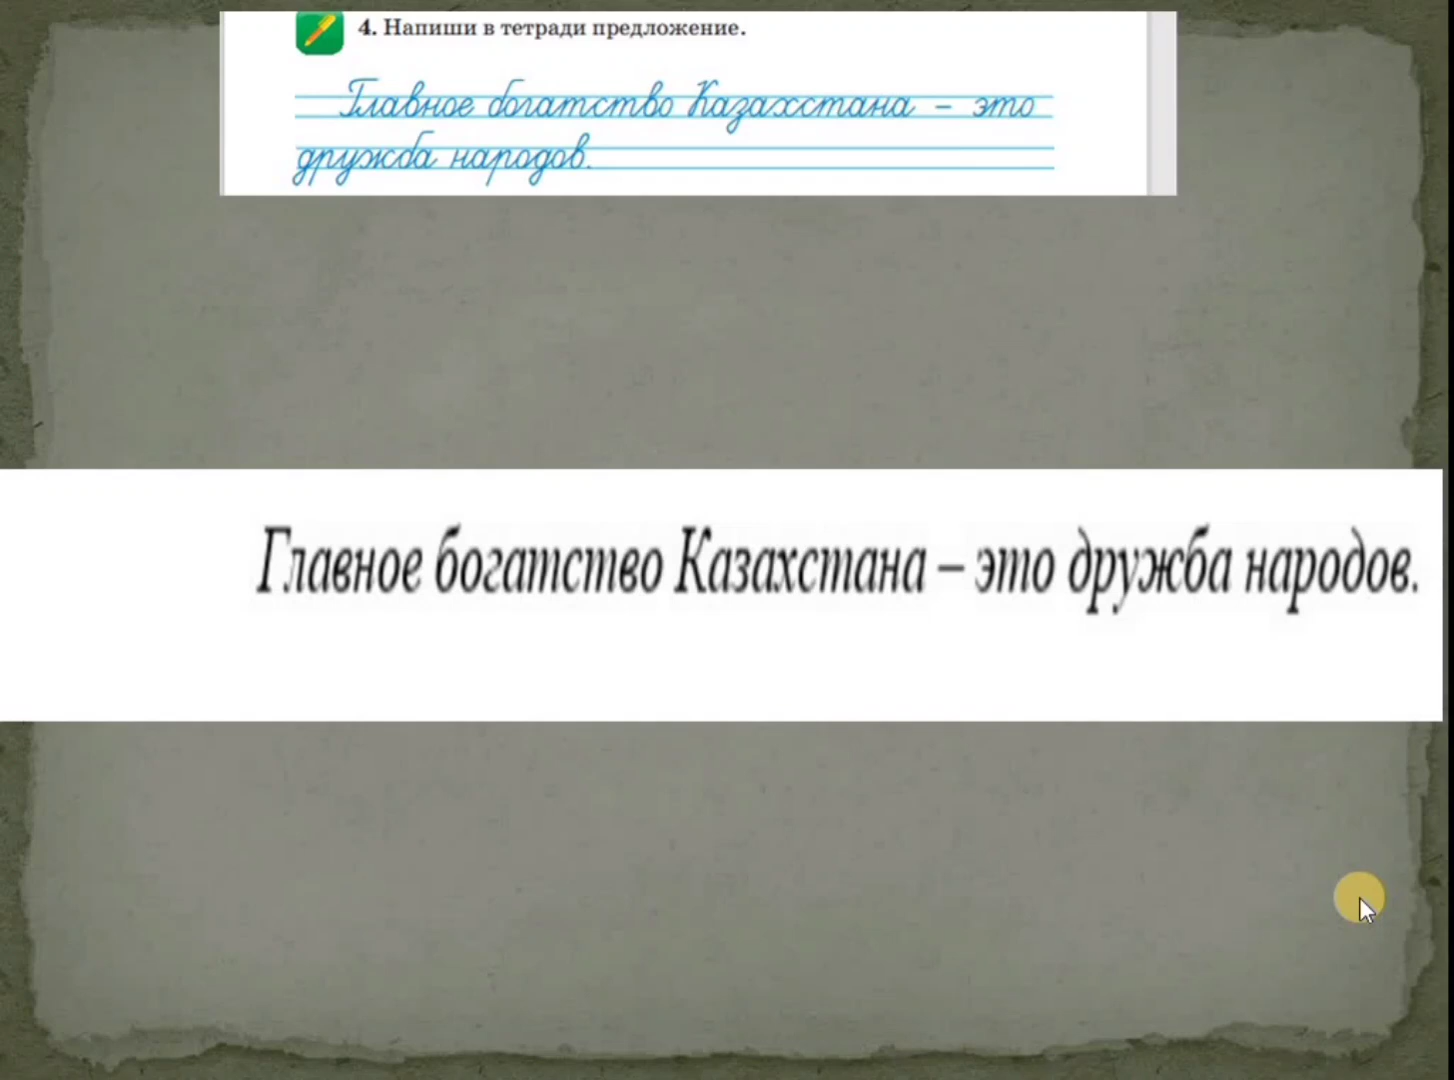 4. Напиши в тетради предложение.
Главное богатство Казахстана – это
дружба народов.
Главное богатство Казахстана – это дружба народов.